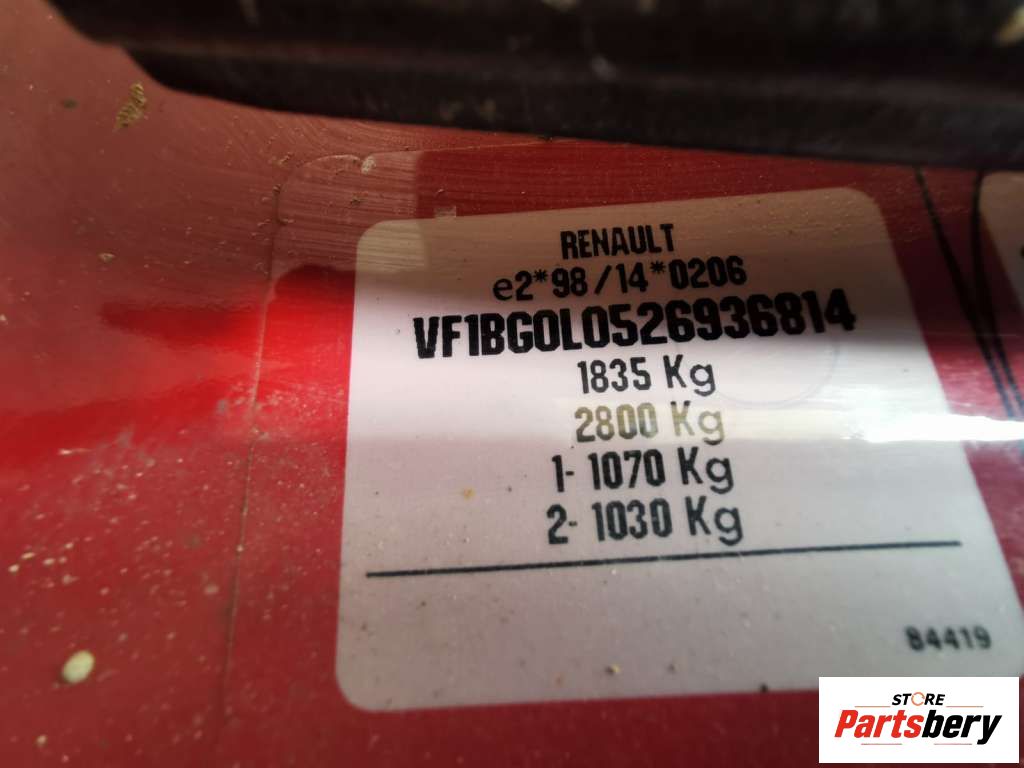 RENAULT
e2*98/14*0206
VF1BG0L0526936814
1835 Kg
2800 Kg
1- 1070 Kg
2- 1030 Kg
84419
STORE
Partsbery